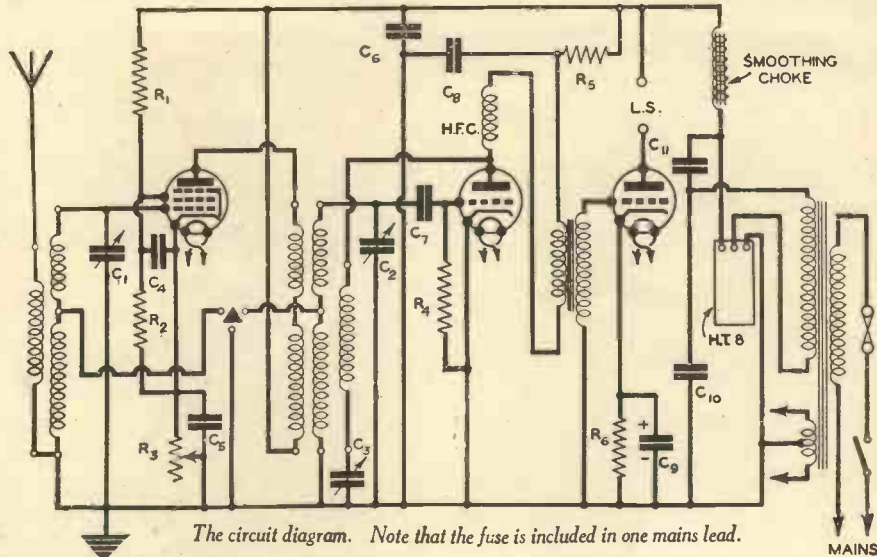 C6
C8
R5
SMOOTHING
CHOKE
R1
H.F.C.
L.S.
C11
C1
C4
C7
C2
R2
R4
H.T. 8
C10
R3
C5
C3
R6
+
-
C9
The circuit diagram. Note that the fuse is included in one mains lead.
MAINS